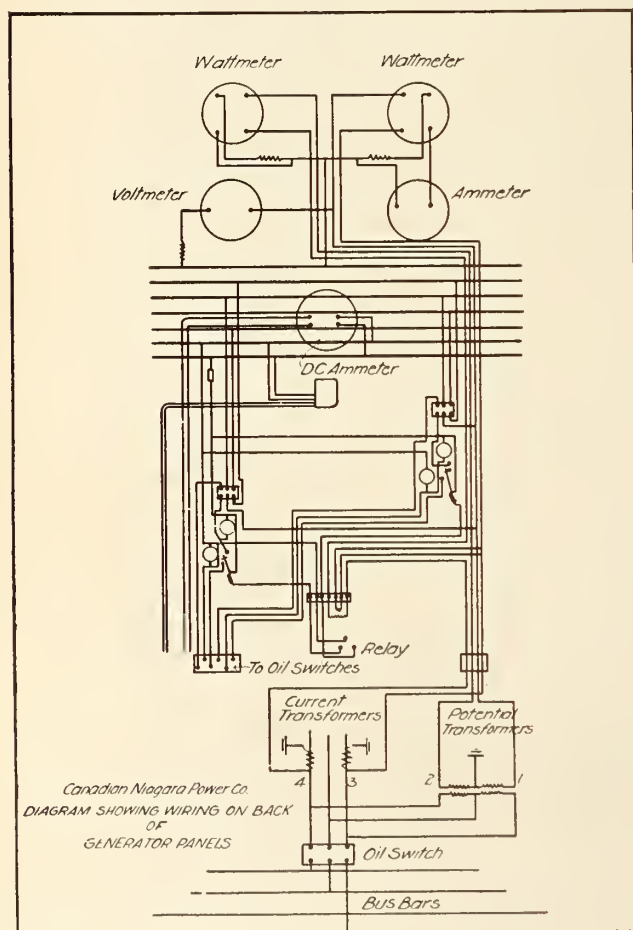 Wattmeter
Wattmeter
Voltmeter
Ammeter
DC Ammeter
Relay
To Oil Switches
Current
Transformers
Potential
Transformers
4
3
2
1
Canadian Niagara Power Co.
DIAGRAM SHOWING WIRING ON BACK
OF
GENERATOR PANELS
Oil Switch
Bus Bars